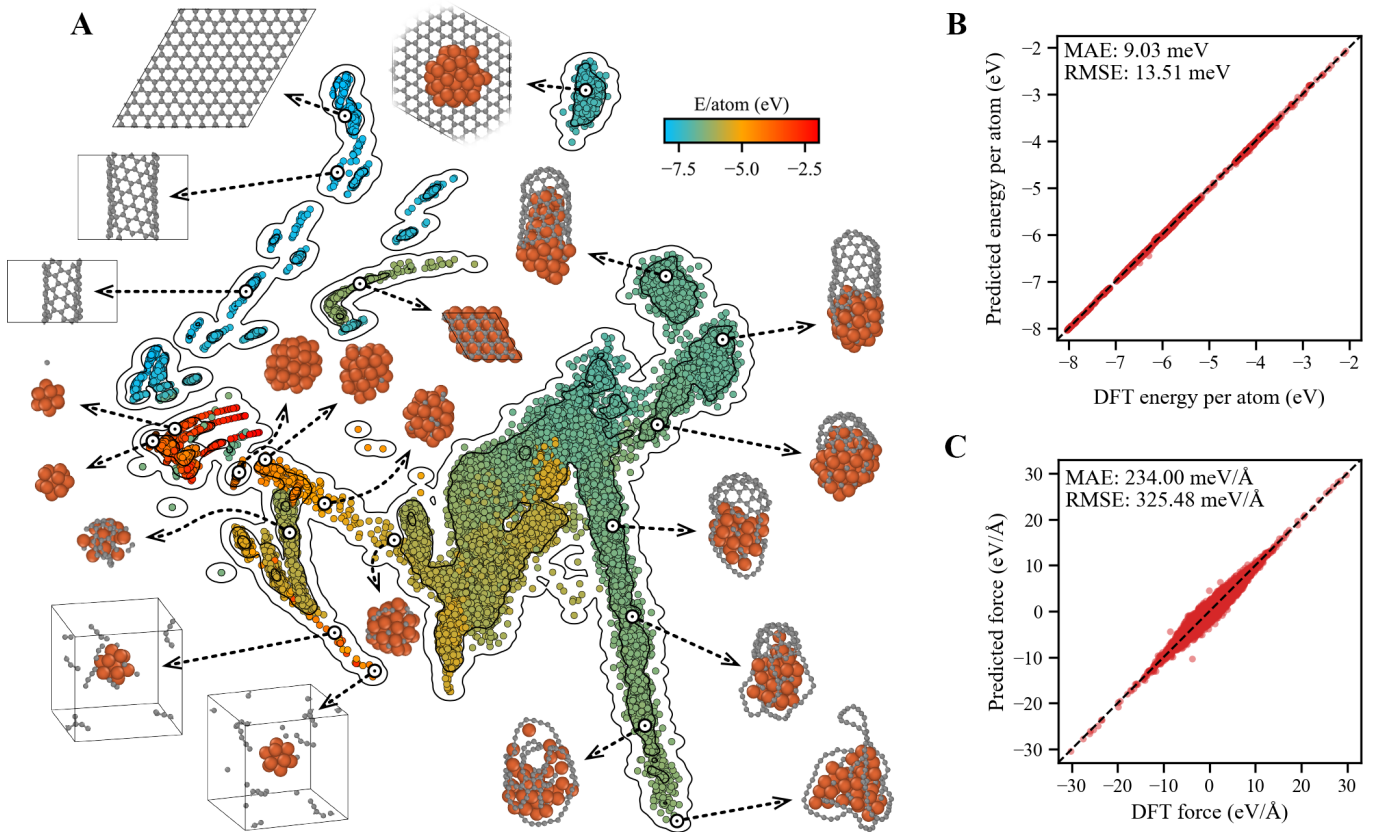 A
E/atom (eV)
−7.5 −5.0 −2.5
B
MAE: 9.03 meV
RMSE: 13.51 meV
Predicted energy per atom (eV)
−2
−3
−4
−5
−6
−7
−8
−8 −7 −6 −5 −4 −3 −2
DFT energy per atom (eV)
C
MAE: 234.00 meV/Å
RMSE: 325.48 meV/Å
Predicted force (eV/Å)
30
20
10
0
−10
−20
−30
−30 −20 −10 0 10 20 30
DFT force (eV/Å)